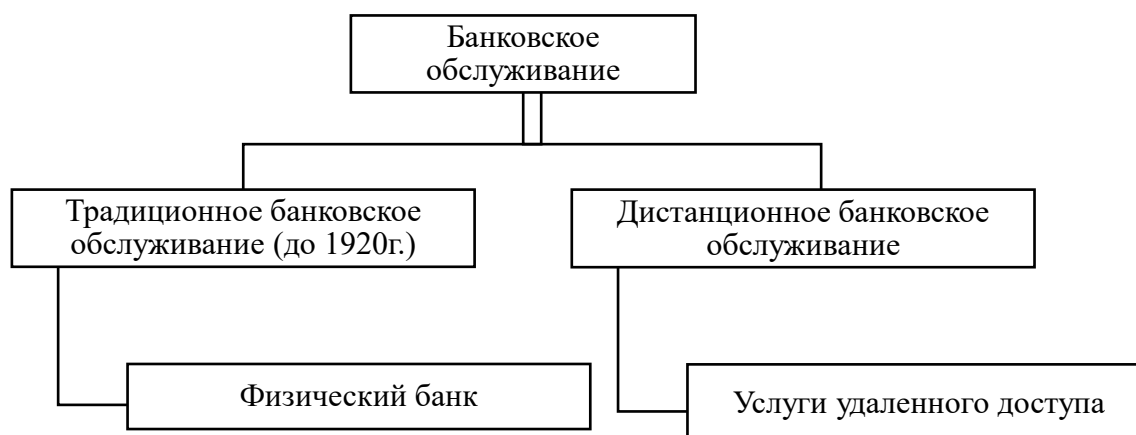 Банковское
обслуживание
Традиционное банковское
обслуживание (до 1920г.)
Дистанционное банковское
обслуживание
Физический банк
Услуги удаленного доступа